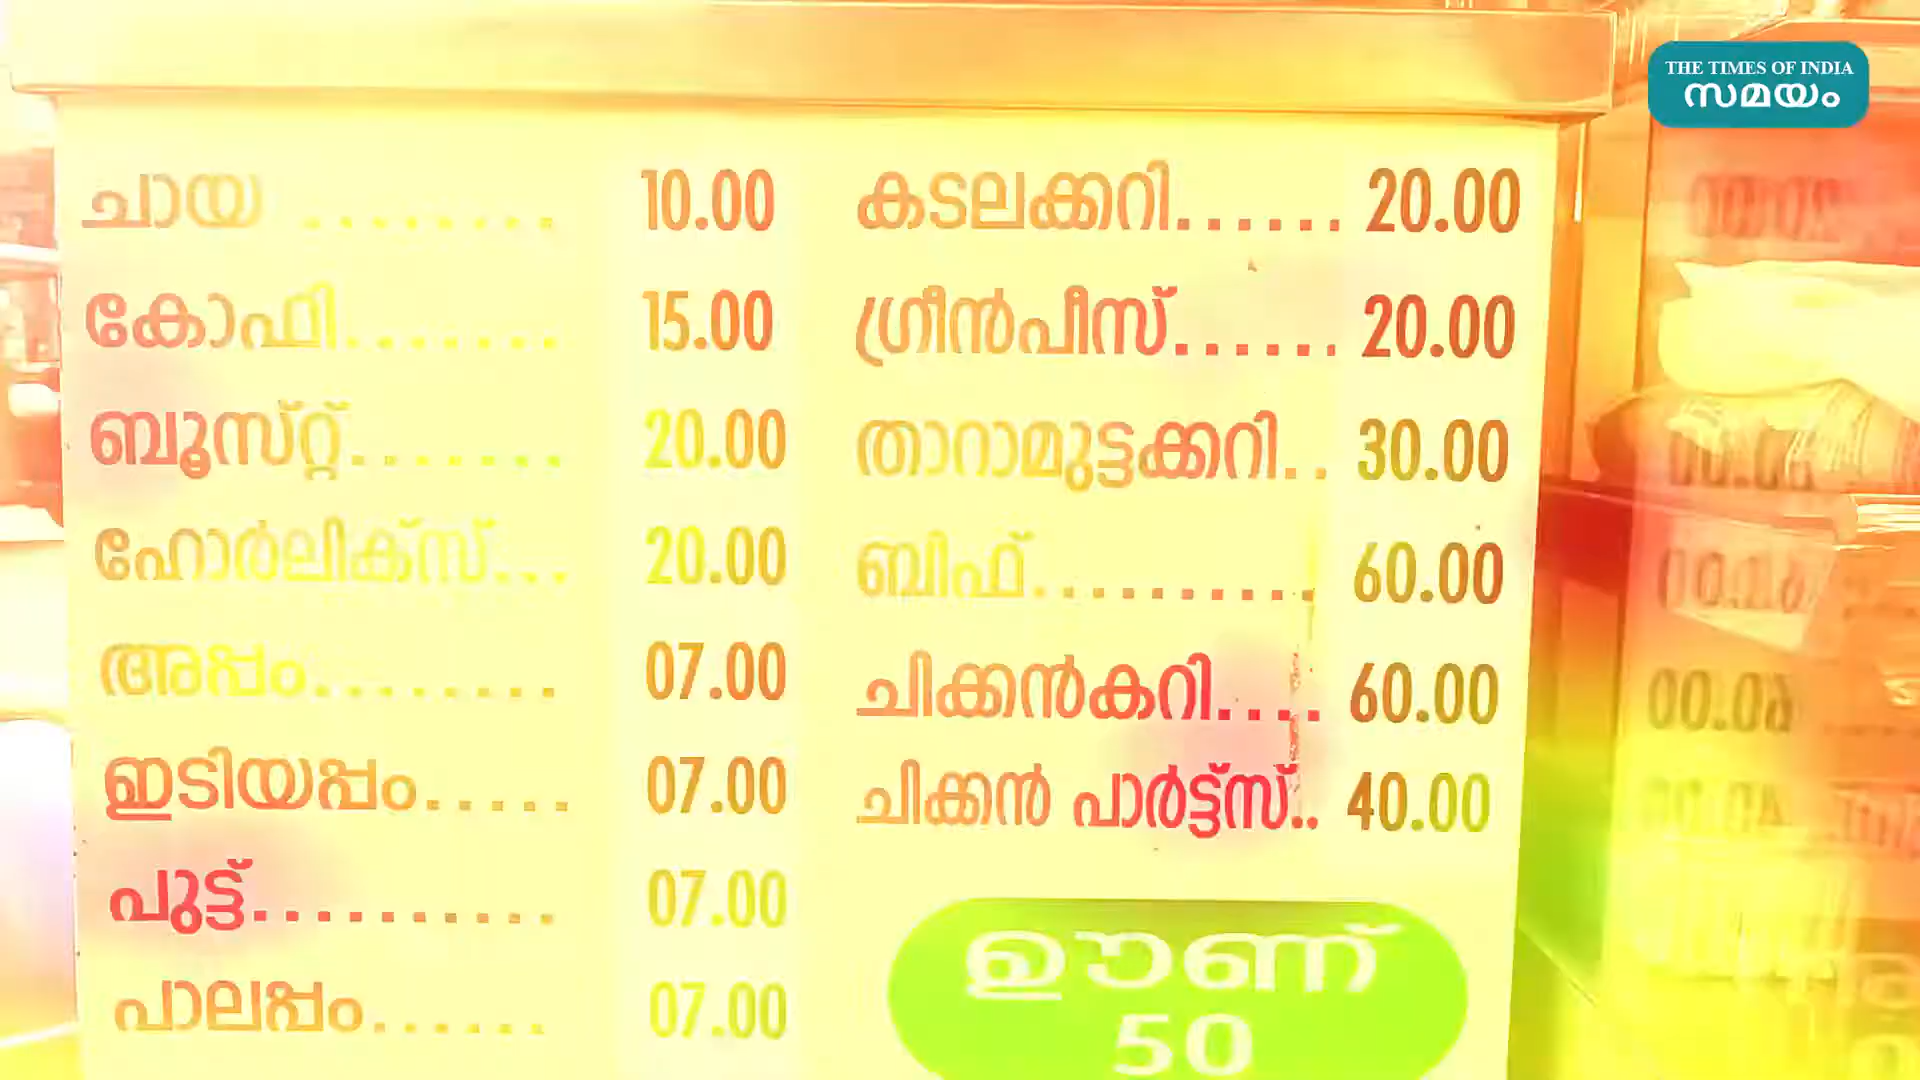 THE TIMES OF INDIA
സമയം
ചായ ........ 10.00
കോഫി....... 15.00
ബൂസ്റ്റ്....... 20.00
ഹോർലിക്സ്... 20.00
അപ്പം........ 07.00
ഇടിയപ്പം..... 07.00
പുട്ട്.......... 07.00
പാലപ്പം...... 07.00
കടലക്കറി...... 20.00
ഗ്രീൻപീസ്...... 20.00
താറാമുട്ടക്കറി.. 30.00
ബിഫ്.......... 60.00
ചിക്കൻകറി.... 60.00
ചിക്കൻ പാർട്ട്സ്.. 40.00
ഊണ്
50